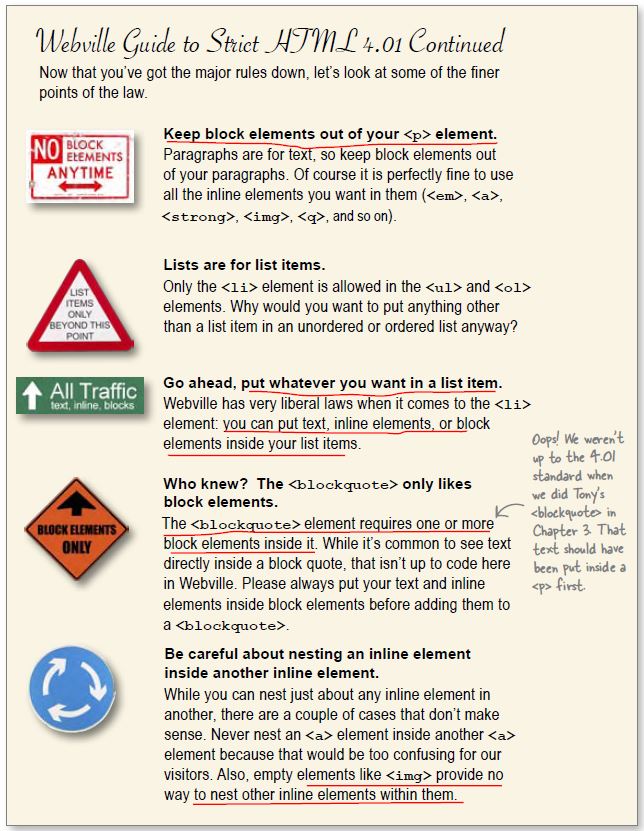 Webville Guide to Strict HTML 4.01 Continued
Now that you've got the major rules down, let's look at some of the finer
points of the law.
NO BLOCK
ELEMENTS
ANYTIME
Keep block elements out of your <p> element.
Paragraphs are for text, so keep block elements out
of your paragraphs. Of course it is perfectly fine to use
all the inline elements you want in them (<em>, <a>,
<strong>, <img>, <q>, and so on).
LIST
ITEMS
ONLY
BEYOND THIS
POINT
Lists are for list items.
Only the <li> element is allowed in the <ul> and <ol>
elements. Why would you want to put anything other
than a list item in an unordered or ordered list anyway?
All Traffic
text, inline, blocks
Go ahead, put whatever you want in a list item.
Webville has very liberal laws when it comes to the <li>
element: you can put text, inline elements, or block
elements inside your list items.
BLOCK ELEMENTS
ONLY
Who knew? The <blockquote> only likes
block elements.
The <blockquote> element requires one or more
block elements inside it. While it's common to see text
directly inside a block quote, that isn't up to code here
in Webville. Please always put your text and inline
elements inside block elements before adding them to
a <blockquote>.
Oops! We weren't
up to the 4.01
standard when
we did Tony's
<blockquote> in
Chapter 3. That
text should have
been put inside a
<p> first.
Be careful about nesting an inline element
inside another inline element.
While you can nest just about any inline element in
another, there are a couple of cases that don't make
sense. Never nest an <a> element inside another <a>
element because that would be too confusing for our
visitors. Also, empty elements like <img> provide no
way to nest other inline elements within them.